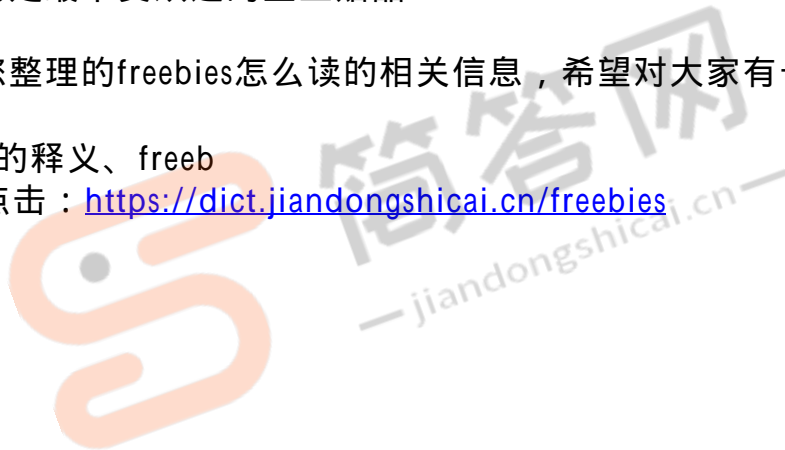 整理的freebies怎么读的相关信息，希望对大家有
的释义、freeb
点击：https://dict.jiandongshicai.cn/freebies
简答网
jiandongshicai.cn